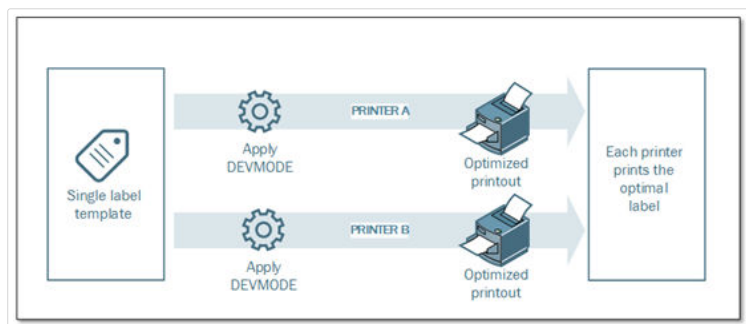 Single label
template
PRINTER A
Apply
DEVMODE
Optimized
printout
PRINTER B
Apply
DEVMODE
Optimized
printout
Each printer
prints the
optimal
label